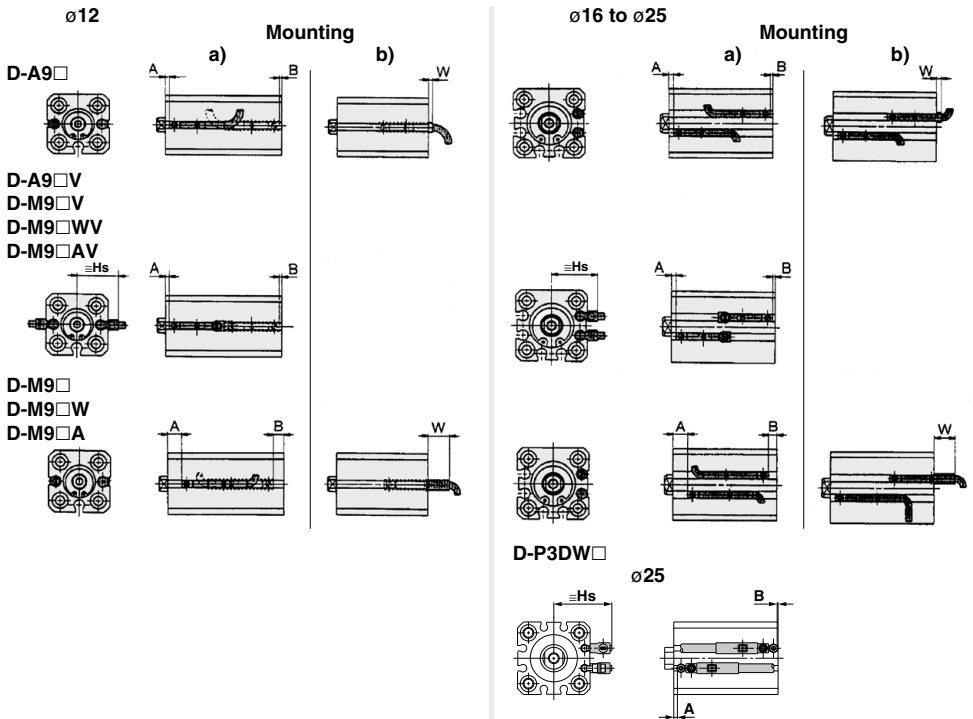 ø12
Mounting
a)
b)
D-A9□
A
B
W
D-A9□V
D-M9□V
D-M9□WV
D-M9□AV
≅Hs
A
B
D-M9□
D-M9□W
D-M9□A
A
B
W
ø16 to ø25
Mounting
a)
b)
A
B
W
≅Hs
A
B
A
B
W
D-P3DW□
ø25
≅Hs
B
A